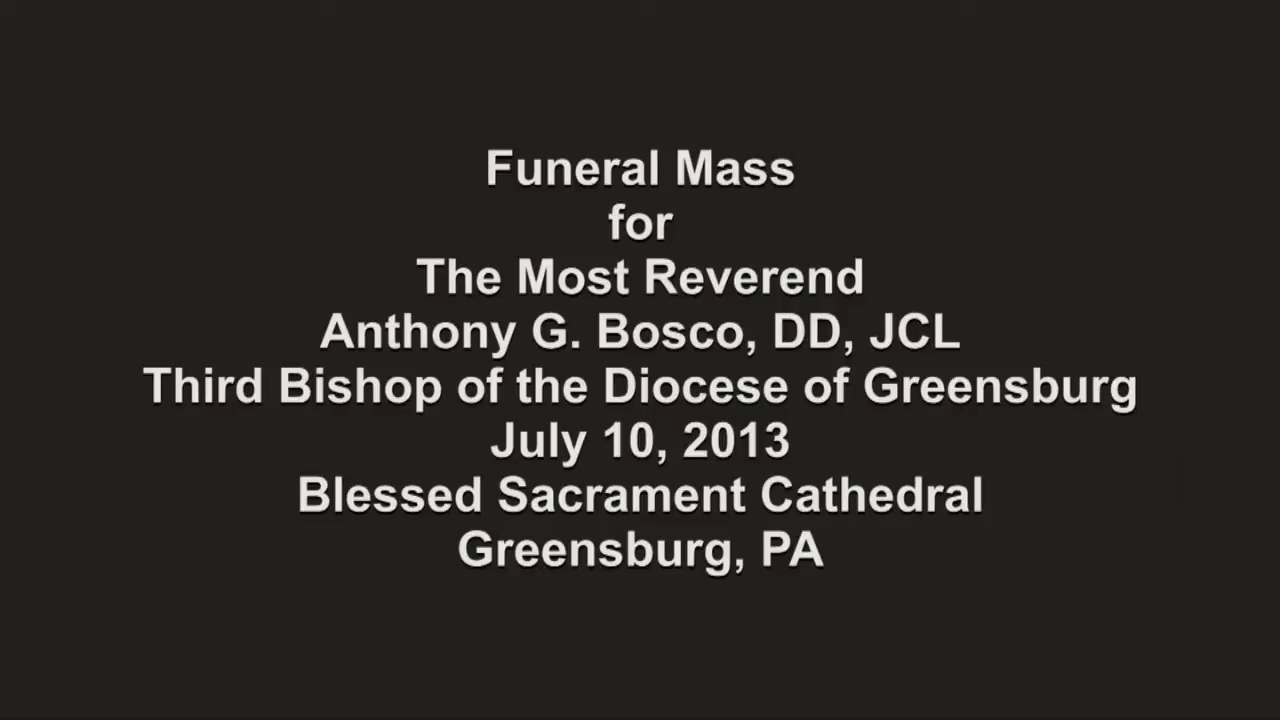 Funeral Mass
for
The Most Reverend
Anthony G. Bosco, DD, JCL
Third Bishop of the Diocese of Greensburg
July 10, 2013
Blessed Sacrament Cathedral
Greensburg, PA